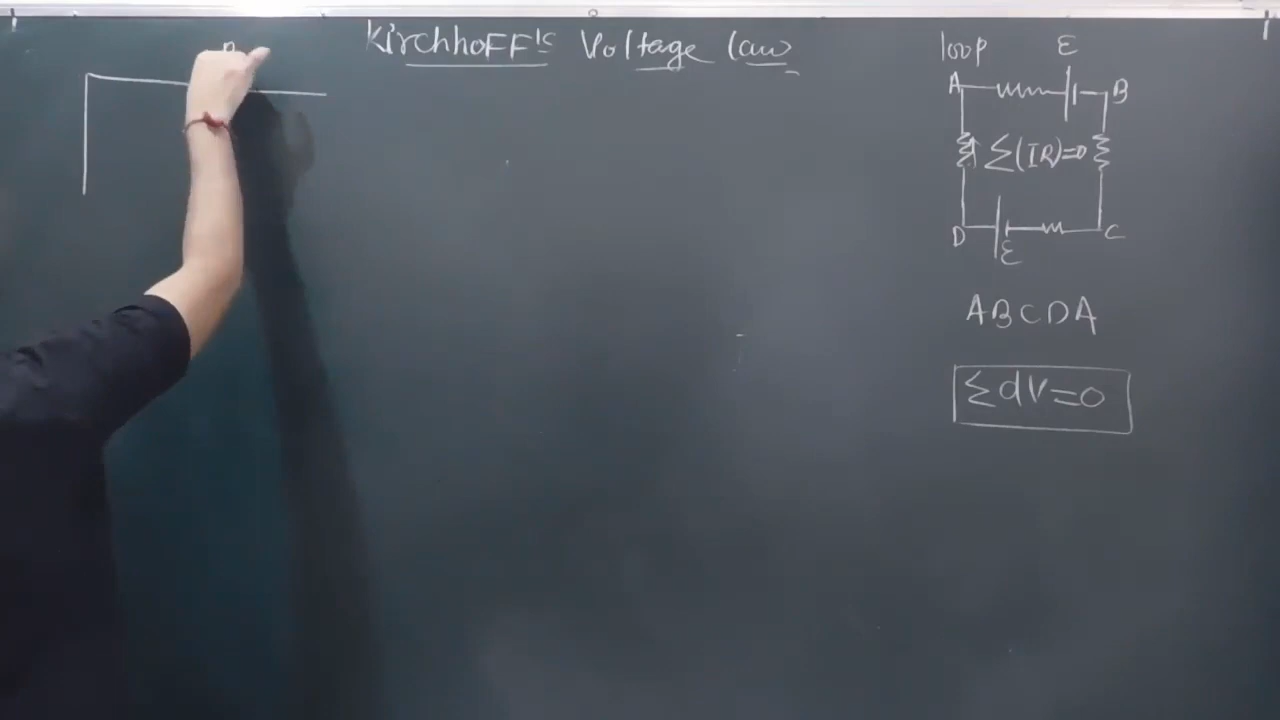 KirchhoFF's Voltage law
loop
E
A
B
Σ(IR)=0
D
C
ε
ABCDA
Σdv=0